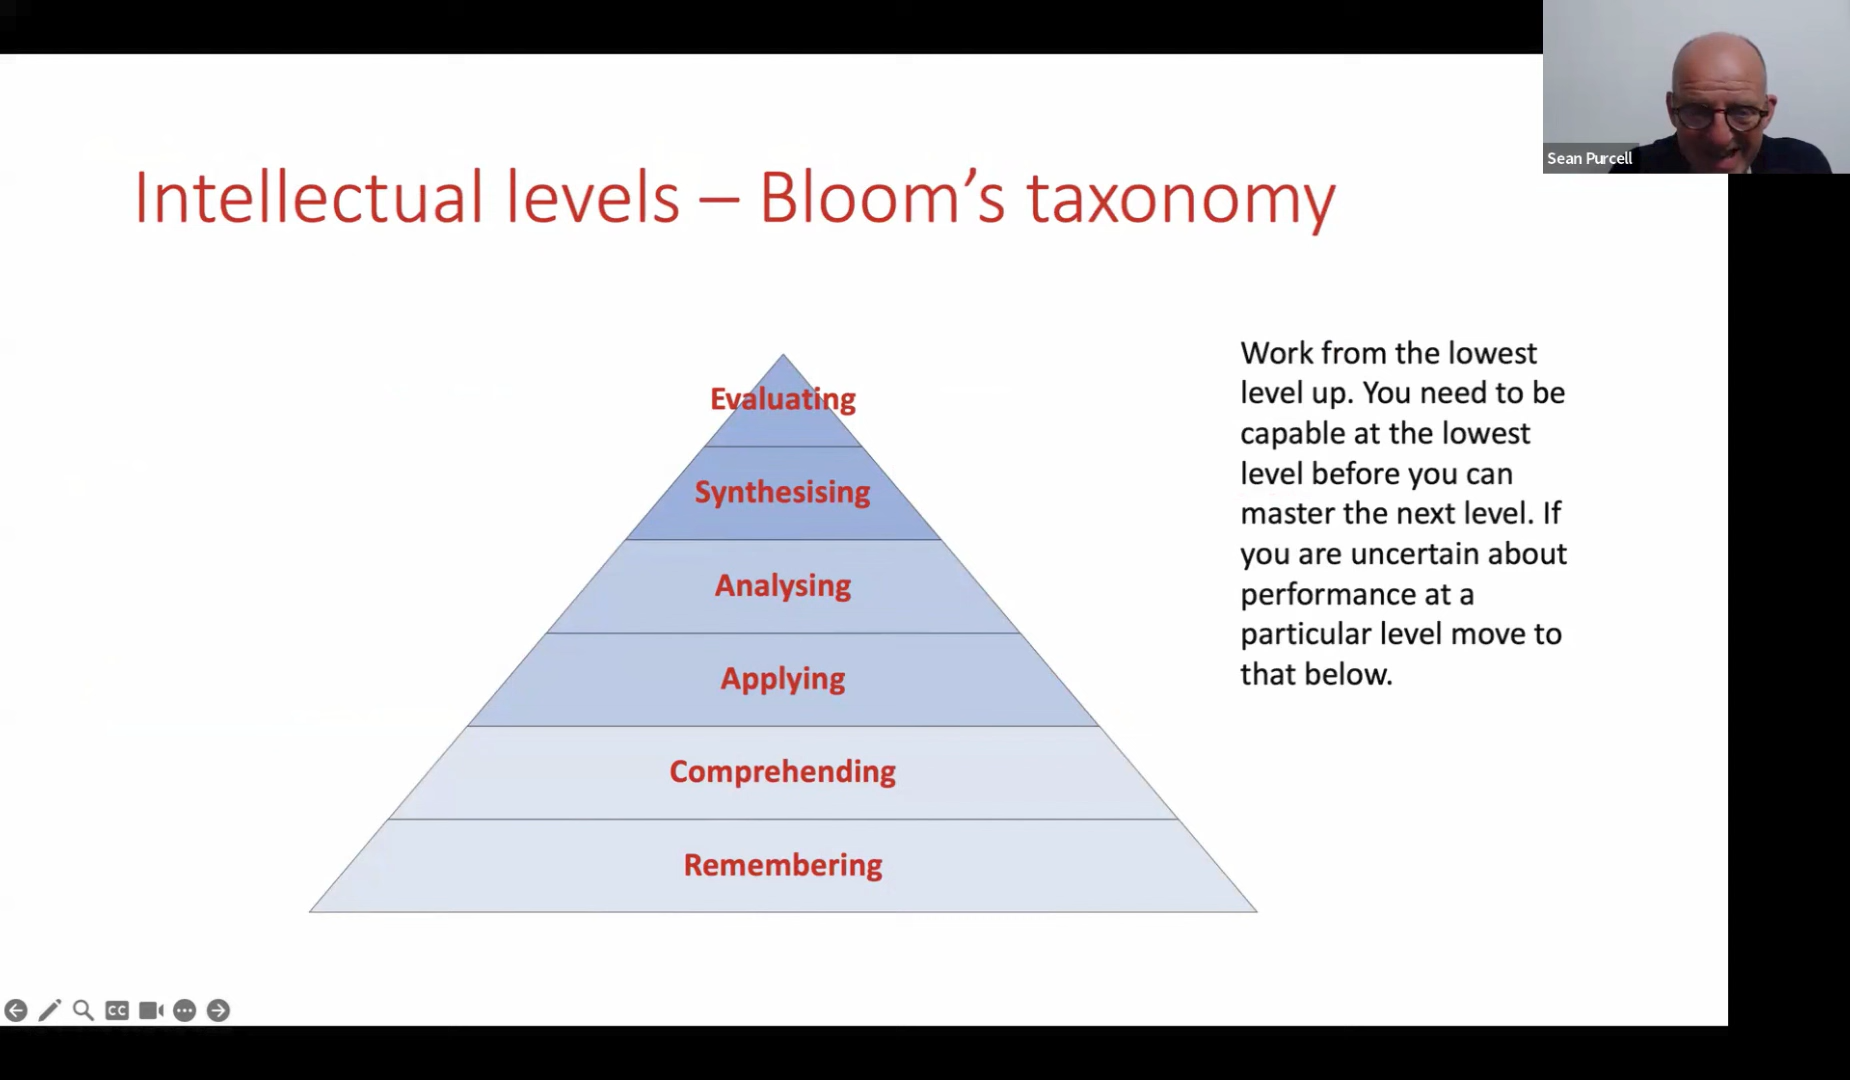 Sean Purcell
Intellectual levels – Bloom’s taxonomy
Evaluating
Synthesising
Analysing
Applying
Comprehending
Remembering
Work from the lowest
level up. You need to be
capable at the lowest
level before you can
master the next level. If
you are uncertain about
performance at a
particular level move to
that below.
CC